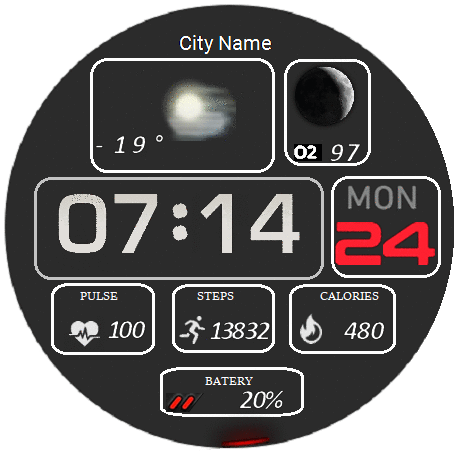 City Name
- 19°
O2 97
07:14
MON
24
PULSE
100
STEPS
13832
CALORIES
480
BATERY
20%